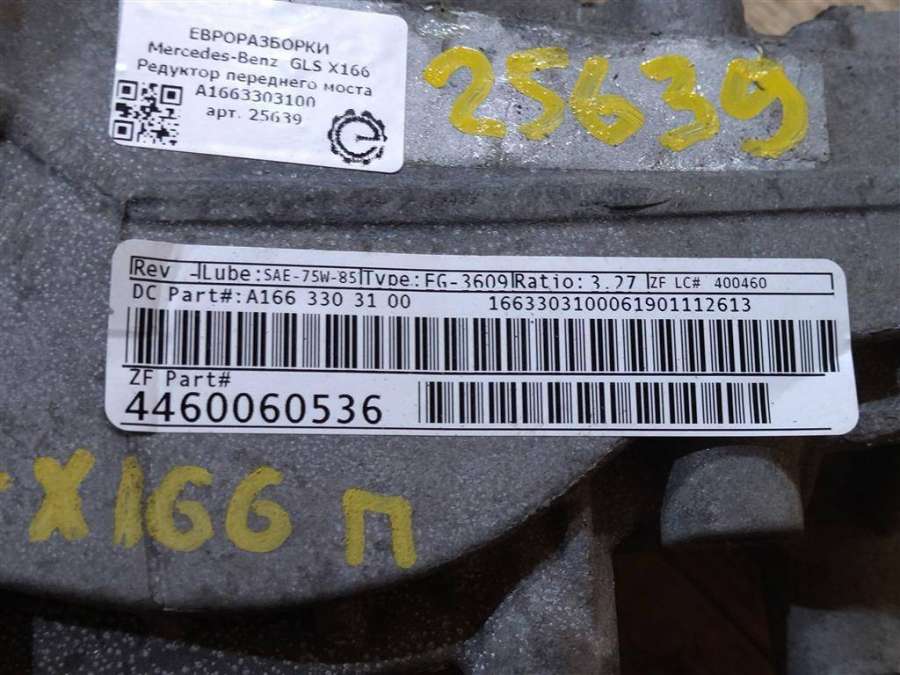 ЕВРОРАЗБОРКИ
Mercedes-Benz GLS X166
Редуктор переднего моста
A1663303100
арт. 25639
25639
Rev - Lube: SAE-75W-85 Type: FG-3609 Ratio: 3.27 ZF LC# 400460
DC Part#: A166 330 31 00 1663303100061901112613
ZF Part#
4460060536
X166 П